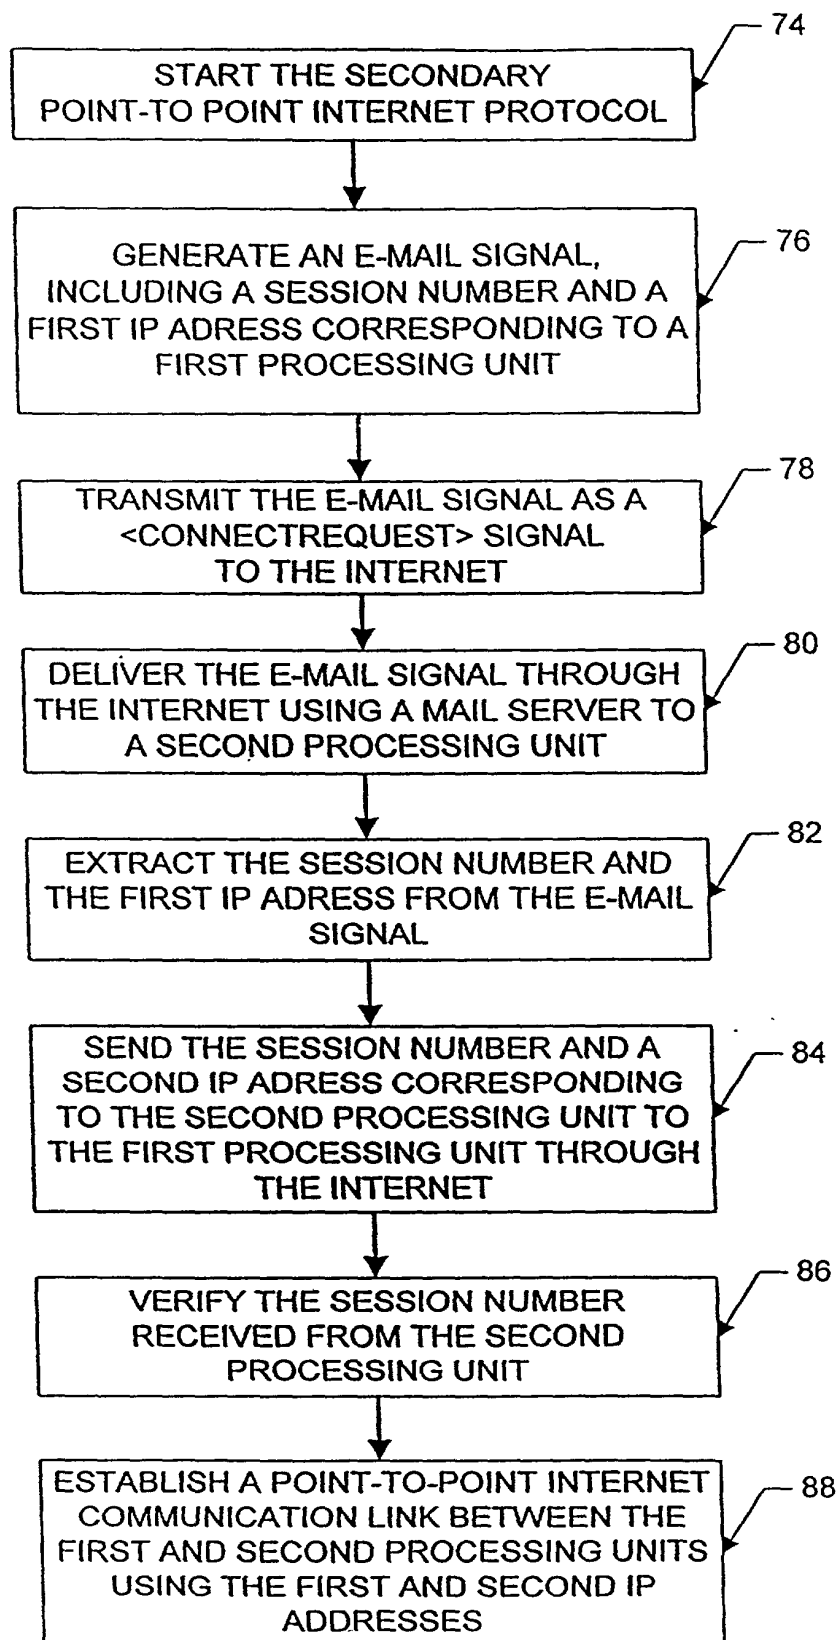 74
START THE SECONDARY
POINT-TO POINT INTERNET PROTOCOL
76
GENERATE AN E-MAIL SIGNAL,
INCLUDING A SESSION NUMBER AND A
FIRST IP ADRESS CORRESPONDING TO A
FIRST PROCESSING UNIT
78
TRANSMIT THE E-MAIL SIGNAL AS A
<CONNECTREQUEST> SIGNAL
TO THE INTERNET
80
DELIVER THE E-MAIL SIGNAL THROUGH
THE INTERNET USING A MAIL SERVER TO
A SECOND PROCESSING UNIT
82
EXTRACT THE SESSION NUMBER AND
THE FIRST IP ADRESS FROM THE E-MAIL
SIGNAL
84
SEND THE SESSION NUMBER AND A
SECOND IP ADRESS CORRESPONDING
TO THE SECOND PROCESSING UNIT TO
THE FIRST PROCESSING UNIT THROUGH
THE INTERNET
86
VERIFY THE SESSION NUMBER
RECEIVED FROM THE SECOND
PROCESSING UNIT
88
ESTABLISH A POINT-TO-POINT INTERNET
COMMUNICATION LINK BETWEEN THE
FIRST AND SECOND PROCESSING UNITS
USING THE FIRST AND SECOND IP
ADDRESSES